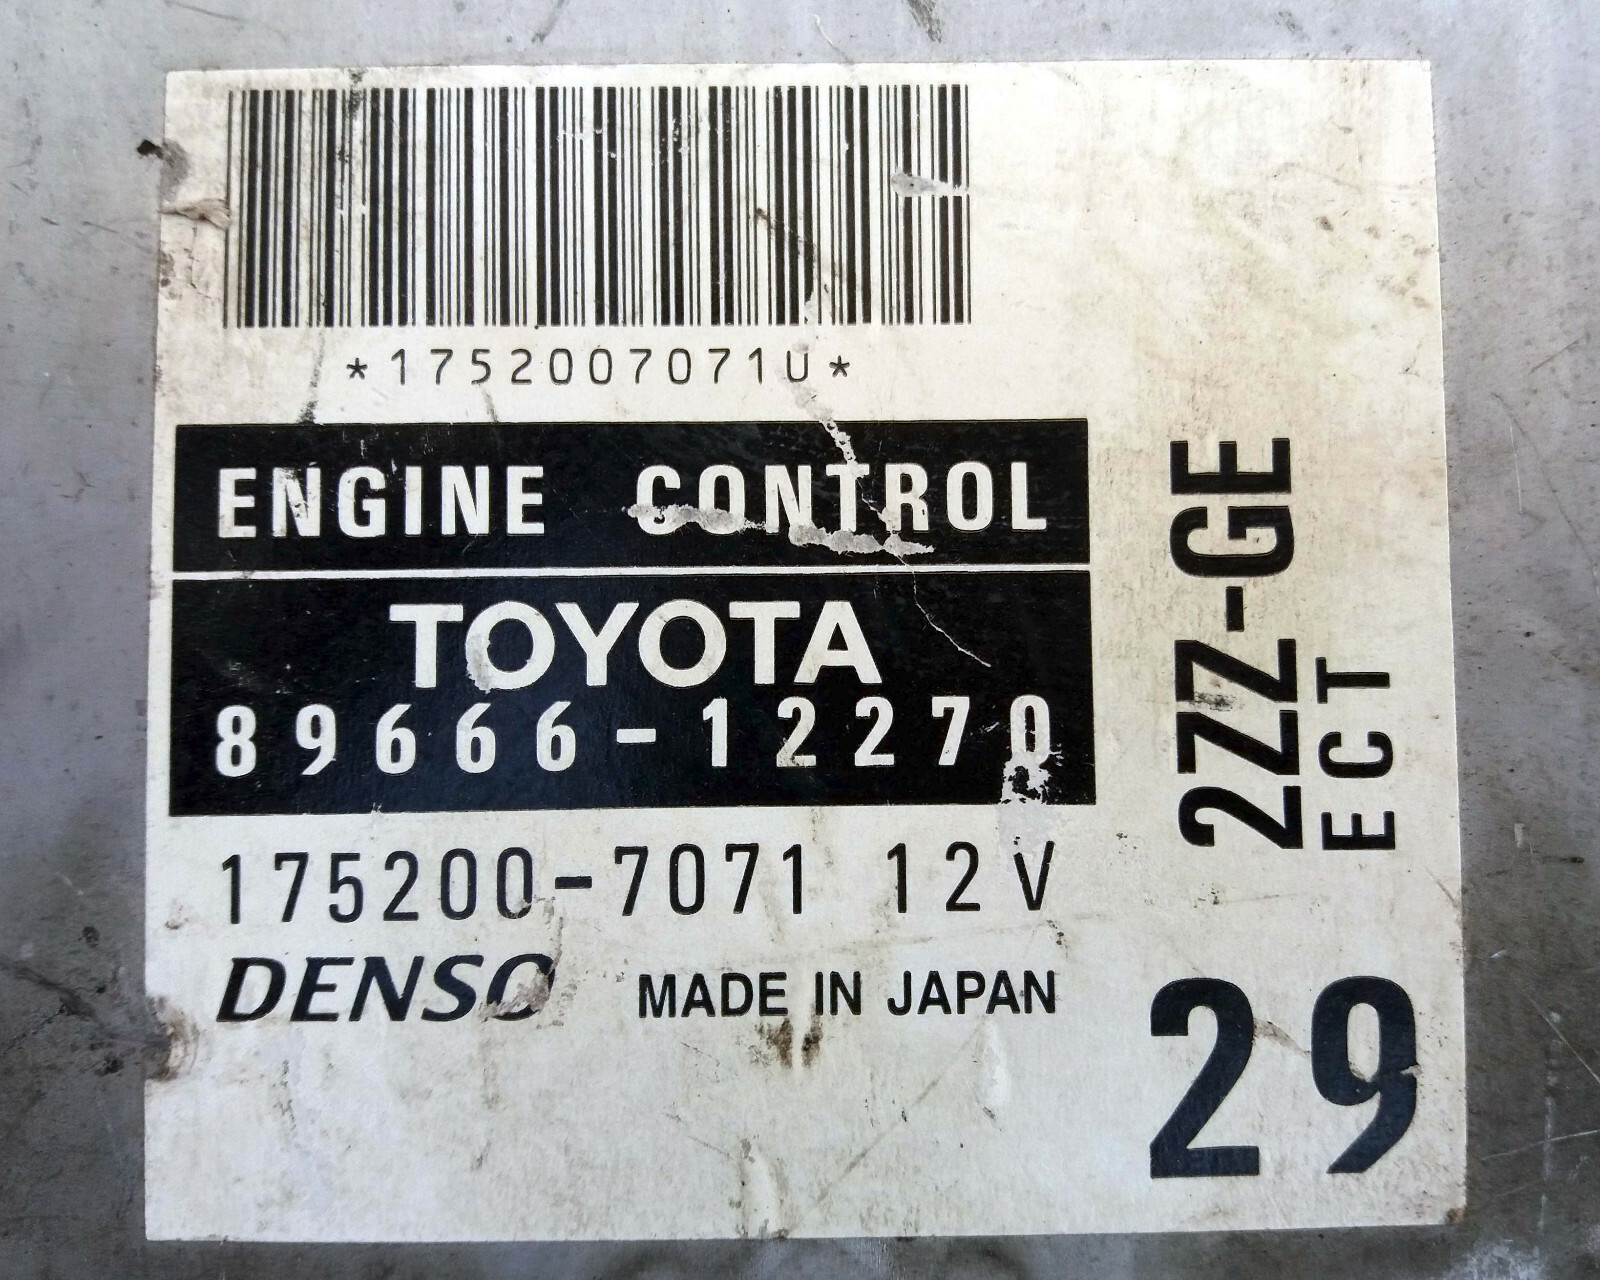 *1752007071U*
ENGINE CONTROL
TOYOTA
89666-12270
175200-7071 12V
DENSO MADE IN JAPAN
2ZZ-GE
ECT
29